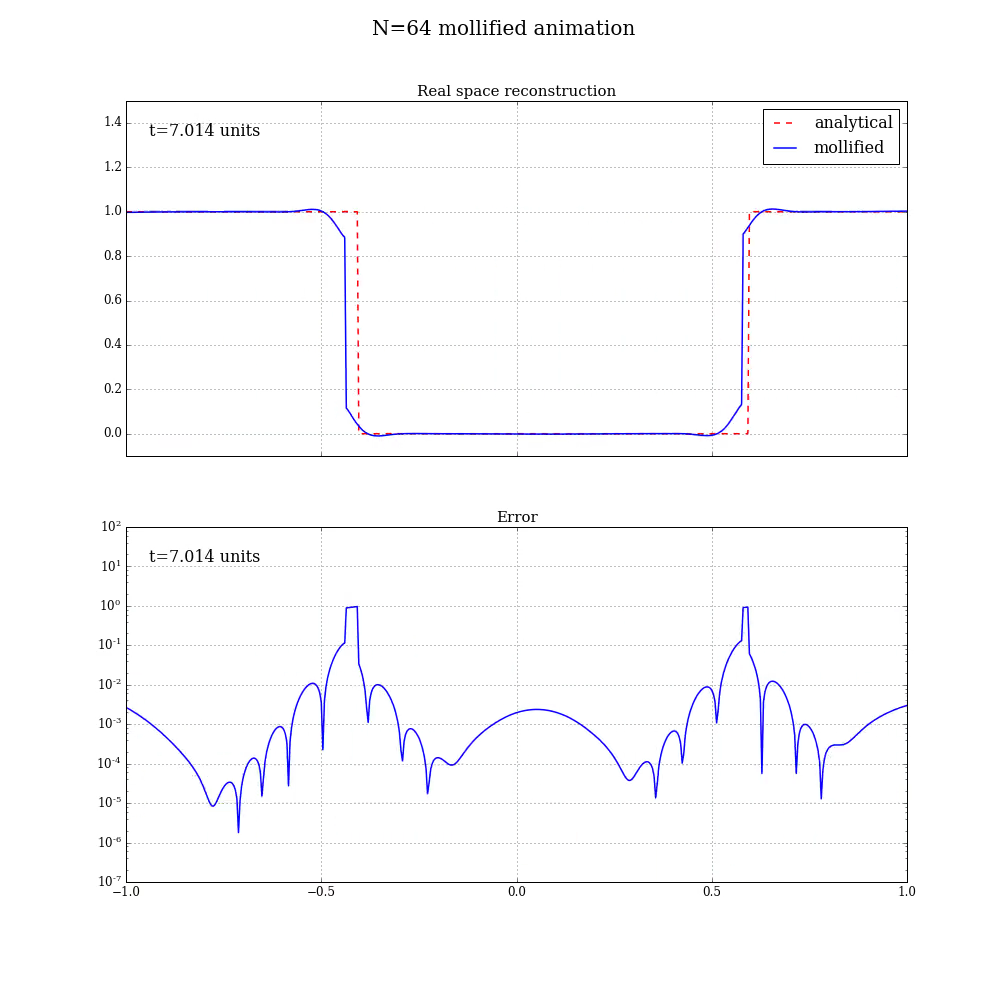 N=64 mollified animation
Real space reconstruction
t=7.014 units
analytical
mollified
1.4
1.2
1.0
0.8
0.6
0.4
0.2
0.0
Error
t=7.014 units
10²
10¹
10⁰
10⁻¹
10⁻²
10⁻³
10⁻⁴
10⁻⁵
10⁻⁶
10⁻⁷
−1.0 −0.5 0.0 0.5 1.0